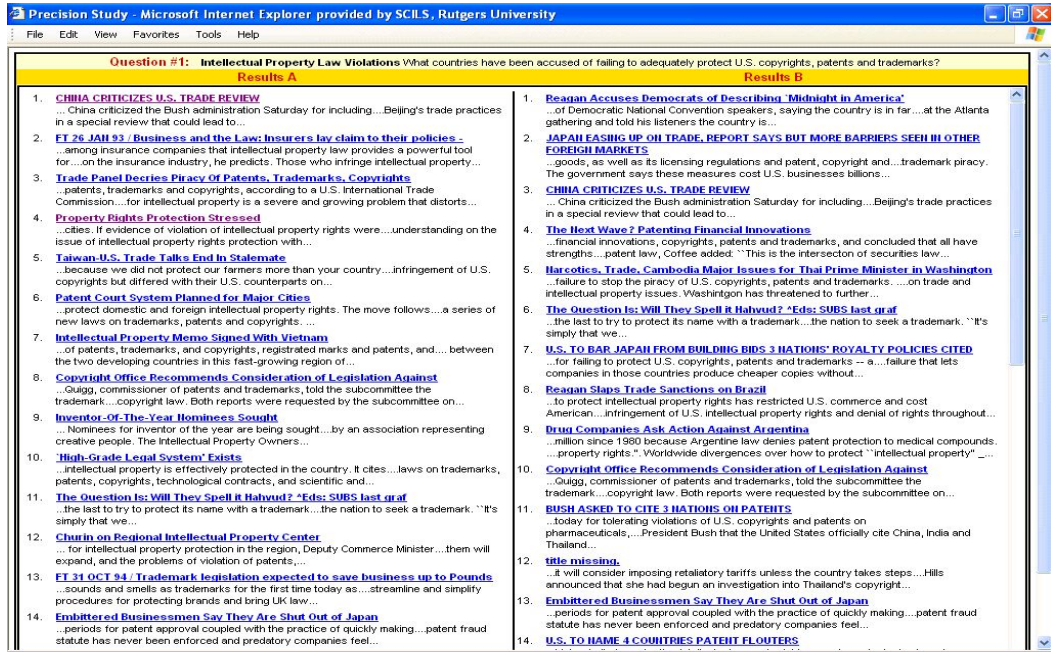 Precision Study - Microsoft Internet Explorer provided by SCILS, Rutgers University
File Edit View Favorites Tools Help
Question #1: Intellectual Property Law Violations What countries have been accused of failing to adequately protect U.S. copyrights, patents and trademarks?
Results A
1. CHINA CRITICIZES U.S. TRADE REVIEW
... China criticized the Bush administration Saturday for including....Beijing's trade practices
in a special review that could lead to...
2. FT 26 JAN 93 / Business and the Law: Insurers lay claim to their policies -
...among insurance companies that intellectual property law provides a powerful tool
for....on the insurance industry, he predicts. Those who infringe intellectual property...
3. Trade Panel Decries Piracy Of Patents, Trademarks, Copyrights
...patents, trademarks and copyrights, according to a U.S. International Trade
Commission....for intellectual property is a severe and growing problem that distorts...
4. Property Rights Protection Stressed
...cities. If evidence of violation of intellectual property rights were....understanding on the
issue of intellectual property rights protection with...
5. Taiwan-U.S. Trade Talks End In Stalemate
...because we did not protect our farmers more than your country....infringement of U.S.
copyrights but differed with their U.S. counterparts on...
6. Patent Court System Planned for Major Cities
...protect domestic and foreign intellectual property rights. The move follows....a series of
new laws on trademarks, patents and copyrights. ...
7. Intellectual Property Memo Signed With Vietnam
...of patents, trademarks, and copyrights, registrated marks and patents, and.... between
the two developing countries in this fast-growing region of...
8. Copyright Office Recommends Consideration of Legislation Against
...Quigg, commissioner of patents and trademarks, told the subcommittee the
trademark....copyright law. Both reports were requested by the subcommittee on...
9. Inventor-Of-The-Year Nominees Sought
... Nominees for inventor of the year are being sought....by an association representing
creative people. The Intellectual Property Owners...
10. `High-Grade Legal System' Exists
...intellectual property is effectively protected in the country. It cites....laws on trademarks,
patents, copyrights, technological contracts, and scientific and...
11. The Question Is: Will They Spell it Hahvud? ^Eds: SUBS last graf
...the last to try to protect its name with a trademark....the nation to seek a trademark. ``It's
simply that we...
12. Churin on Regional Intellectual Property Center
... for intellectual property protection in the region, Deputy Commerce Minister....them will
expand, and the problems of violation of patents,...
13. FT 31 OCT 94 / Trademark legislation expected to save business up to Pounds
...sounds and smells as trademarks for the first time today as....streamline and simplify
procedures for protecting brands and bring UK law...
14. Embittered Businessmen Say They Are Shut Out of Japan
...periods for patent approval coupled with the practice of quickly making....patent fraud
statute has never been enforced and predatory companies feel...
Results B
1. Reagan Accuses Democrats of Describing `Midnight in America'
...of Democratic National Convention speakers, saying the country is in far....at the Atlanta
gathering and told his listeners the country is...
2. JAPAN EASING UP ON TRADE, REPORT SAYS BUT MORE BARRIERS SEEN IN OTHER
FOREIGN MARKETS
...goods, as well as its licensing regulations and patent, copyright and....trademark piracy.
The government says these measures cost U.S. businesses billions...
3. CHINA CRITICIZES U.S. TRADE REVIEW
... China criticized the Bush administration Saturday for including....Beijing's trade practices
in a special review that could lead to...
4. The Next Wave? Patenting Financial Innovations
...financial innovations, copyrights, patents and trademarks, and concluded that all have
strengths....patent law, Coffee added: ``This is the intersecton of securities law...
5. Narcotics, Trade, Cambodia Major Issues for Thai Prime Minister in Washington
...failure to stop the piracy of U.S. copyrights, patents and trademarks. ....on trade and
intellectual property issues. Washintgon has threatened to further...
6. The Question Is: Will They Spell it Hahvud? ^Eds: SUBS last graf
...the last to try to protect its name with a trademark....the nation to seek a trademark. ``It's
simply that we...
7. U.S. TO BAR JAPAN FROM BUILDING BIDS 3 NATIONS' ROYALTY POLICIES CITED
...for failing to protect U.S. copyrights, patents and trademarks -- a....failure that lets
companies in those countries produce cheaper copies without...
8. Reagan Slaps Trade Sanctions on Brazil
...to protect intellectual property rights has restricted U.S. commerce and cost
American....infringement of U.S. intellectual property rights and denial of rights throughout...
9. Drug Companies Ask Action Against Argentina
...million since 1980 because Argentine law denies patent protection to medical compounds.
....property rights.". Worldwide divergences over how to protect ``intellectual property'' _...
10. Copyright Office Recommends Consideration of Legislation Against
...Quigg, commissioner of patents and trademarks, told the subcommittee the
trademark....copyright law. Both reports were requested by the subcommittee on...
11. BUSH ASKED TO CITE 3 NATIONS ON PATENTS
...today for tolerating violations of U.S. copyrights and patents on
pharmaceuticals,....President Bush that the United States officially cite China, India and
Thailand...
12. title missing.
...it will consider imposing retaliatory tariffs unless the country takes steps....Hills
announced that she had begun an investigation into Thailand's copyright...
13. Embittered Businessmen Say They Are Shut Out of Japan
...periods for patent approval coupled with the practice of quickly making....patent fraud
statute has never been enforced and predatory companies feel...
14. U.S. TO NAME 4 COUNTRIES PATENT FLOUTERS